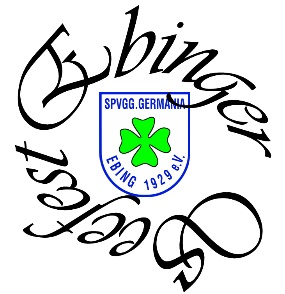 Ebinger
Seefest
SPVGG.GERMANIA
EBING 1929 e.V.